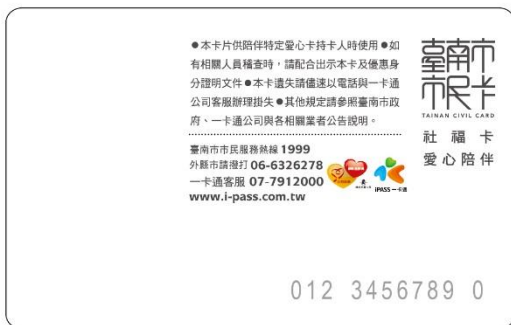 ●本卡片供陪伴特定愛心卡持卡人時使用●如
有相關人員稽查時，請配合出示本卡及優惠身
分證明文件●本卡遺失請儘速以電話與一卡通
公司客服辦理掛失●其他規定請參照臺南市政
府、一卡通公司與各相關業者公告說明。
臺南市市民服務熱線 1999
外縣市請撥打 06-6326278
一卡通客服 07-7912000
www.i-pass.com.tw
iPASS一卡通
臺南市
市民卡
TAINAN CIVIL CARD
社福卡
愛心陪伴
012 3456789 0